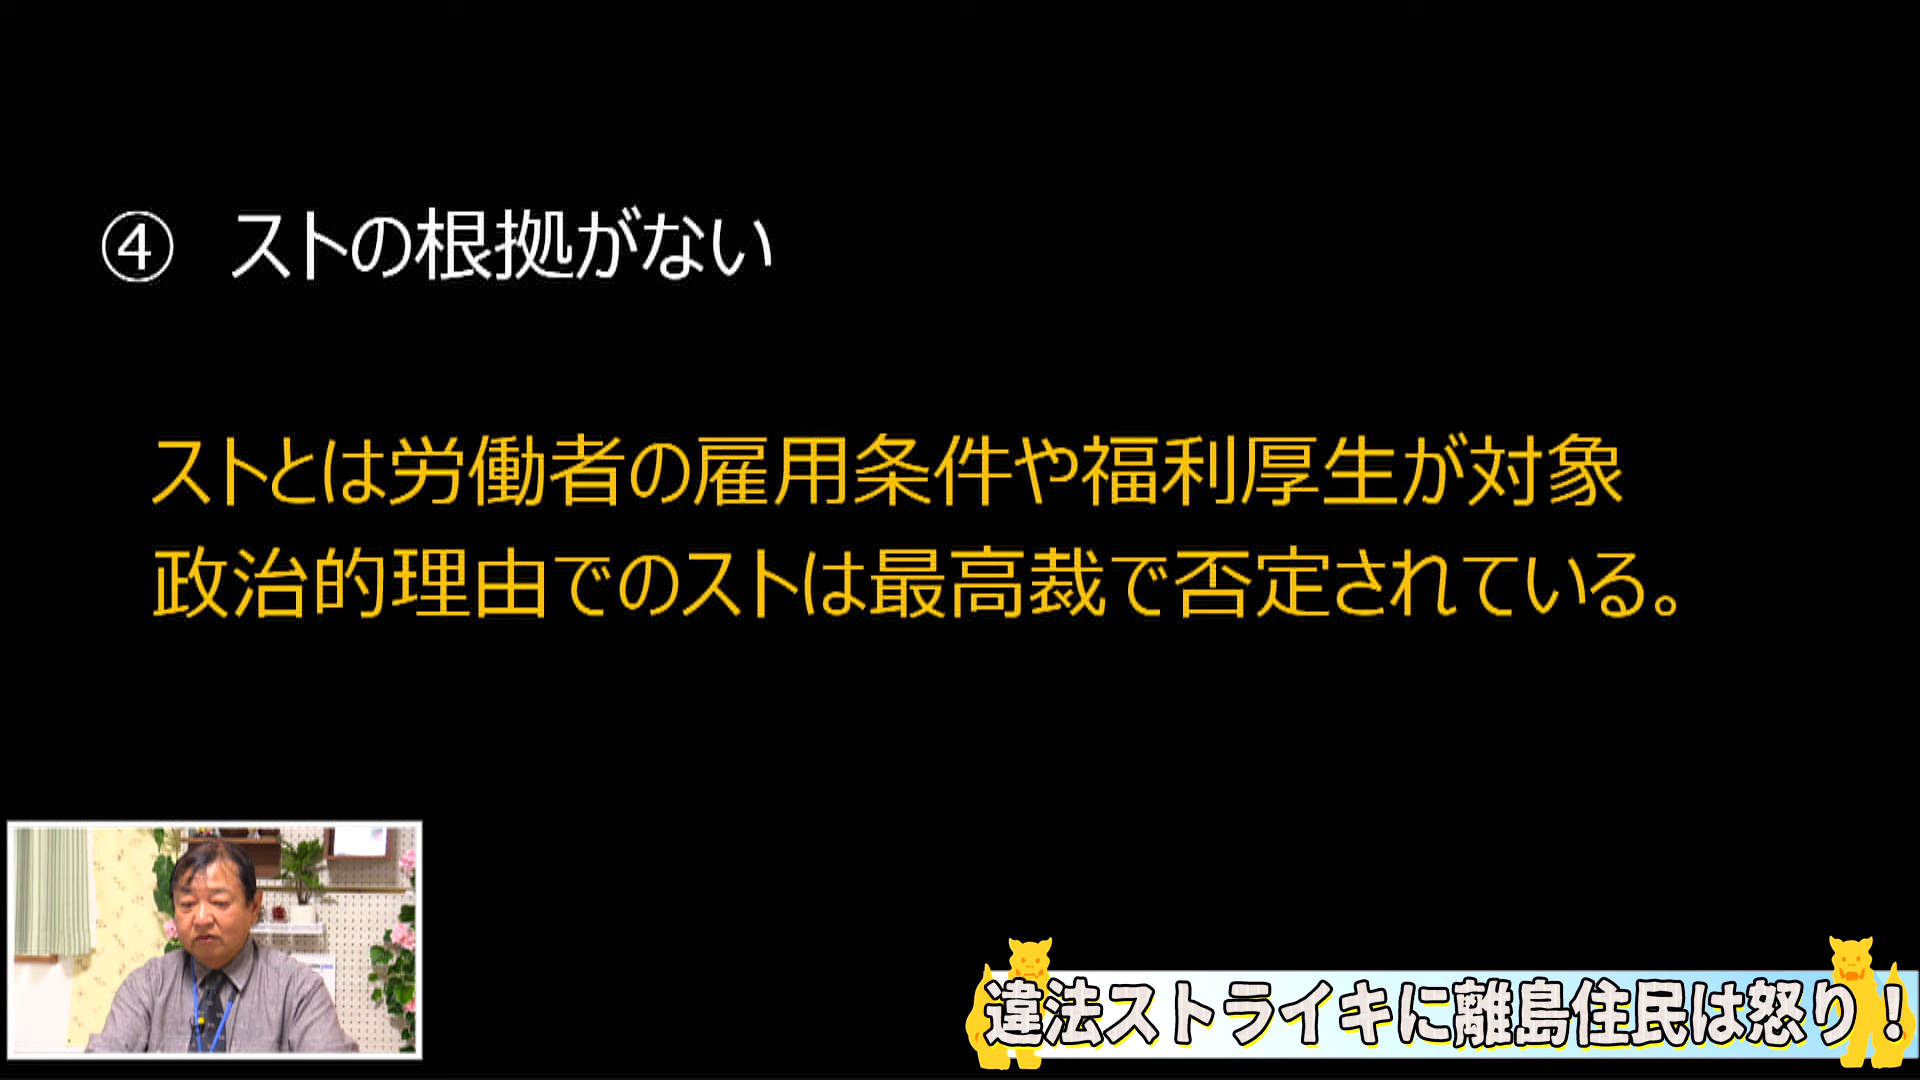 ④ ストの根拠がない
ストとは労働者の雇用条件や福利厚生が対象
政治的理由でのストは最高裁で否定されている。
違法ストライキに離島住民は怒り！